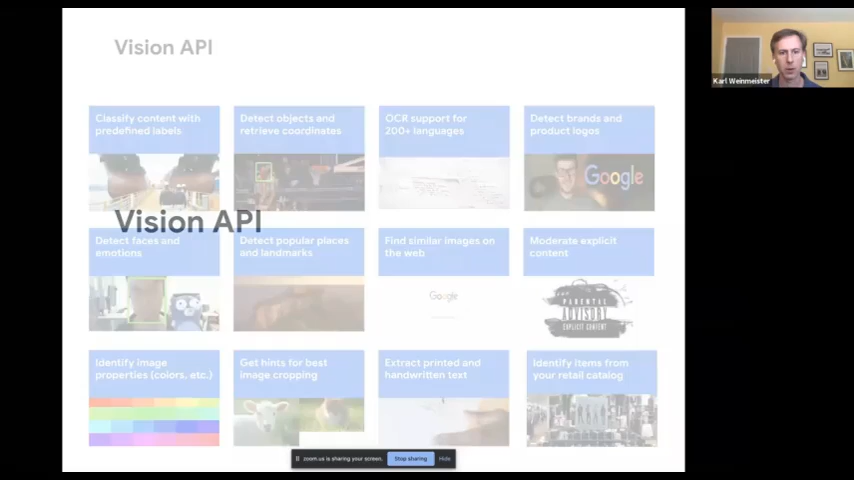 Vision API
Karl Weinmeister
Classify content with
predefined labels
Detect objects and
retrieve coordinates
OCR support for
200+ languages
Detect brands and
product logos
Google
Vision API
Detect faces and
emotions
Detect popular places
and landmarks
Find similar images on
the web
Moderate explicit
content
Google
PARENTAL
ADVISORY
EXPLICIT CONTENT
Identify image
properties (colors, etc.)
Get hints for best
image cropping
Extract printed and
handwritten text
Identify items from
your retail catalog
zoom.us is sharing your screen.
Stop sharing
Hide